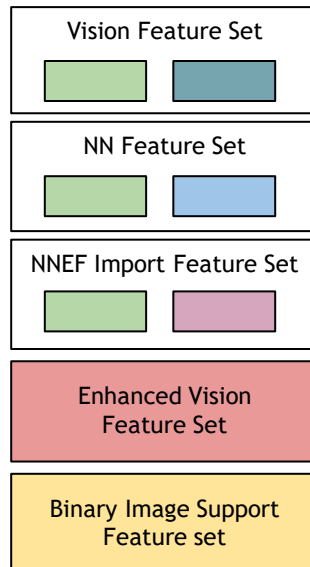 Vision Feature Set
NN Feature Set
NNEF Import Feature Set
Enhanced Vision
Feature Set
Binary Image Support
Feature set